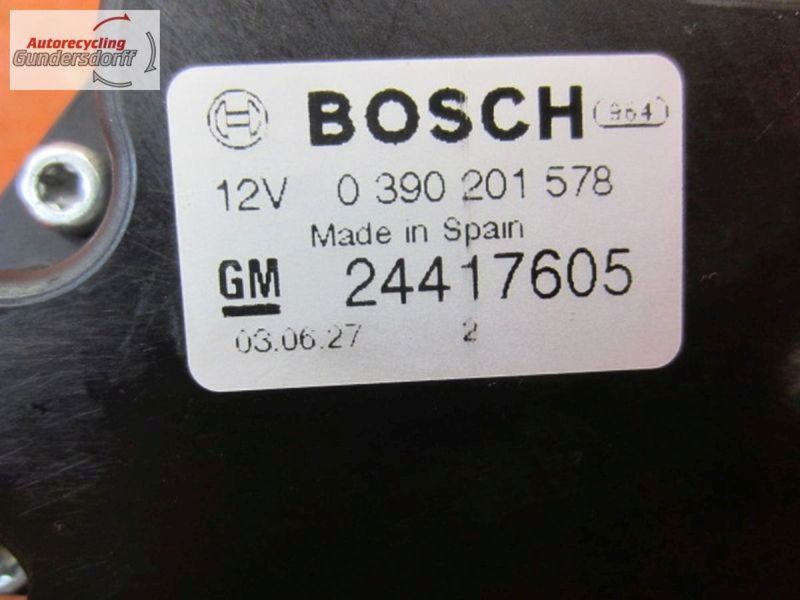 Autorecycling
Gundersdorff
BOSCH 964
12V 0 390 201 578
Made in Spain
GM 24417605
03.06.27 2